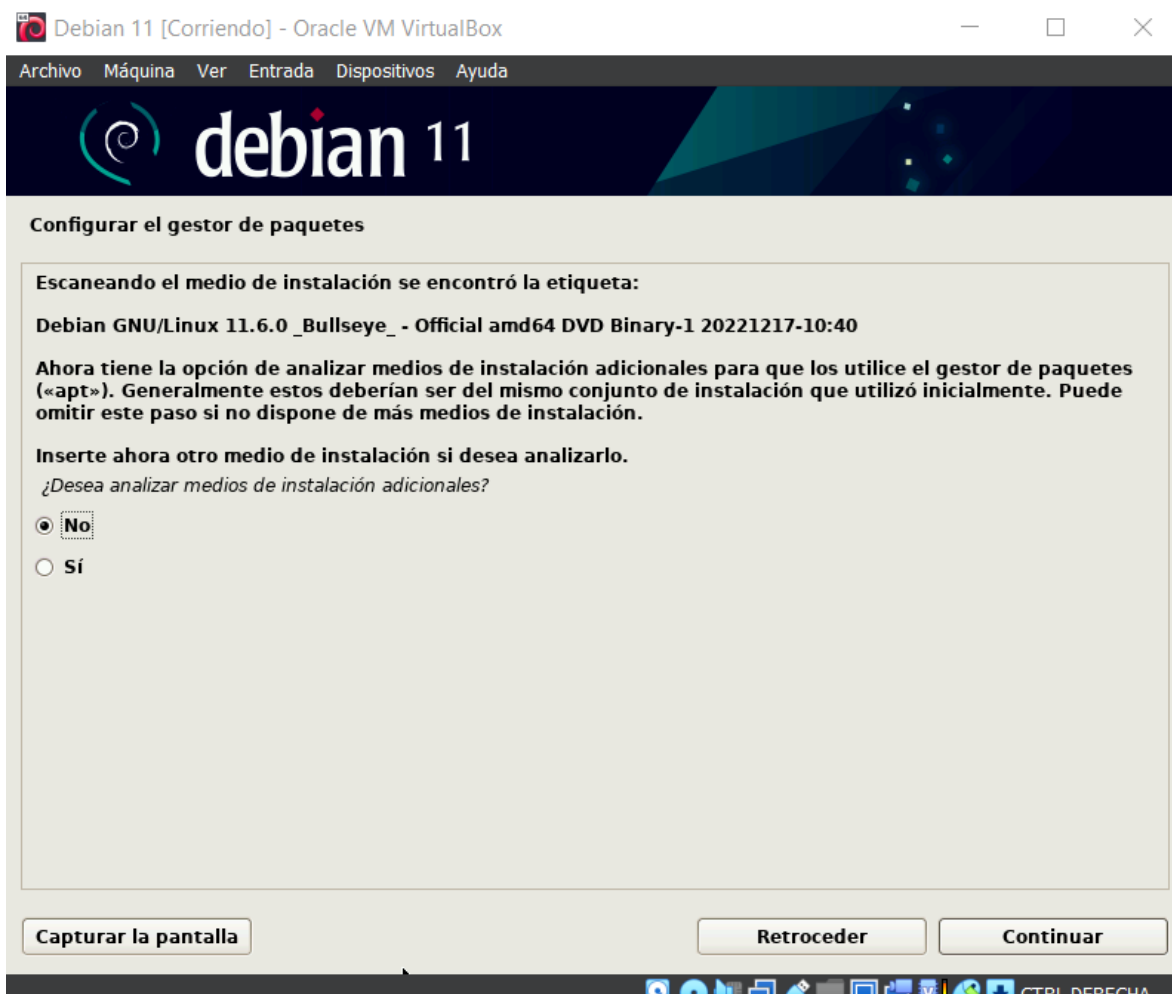 Debian 11 [Corriendo] - Oracle VM VirtualBox
Archivo Máquina Ver Entrada Dispositivos Ayuda
debian 11
Configurar el gestor de paquetes
Escaneando el medio de instalación se encontró la etiqueta:
Debian GNU/Linux 11.6.0 _Bullseye_ - Official amd64 DVD Binary-1 20221217-10:40
Ahora tiene la opción de analizar medios de instalación adicionales para que los utilice el gestor de paquetes
(«apt»). Generalmente estos deberían ser del mismo conjunto de instalación que utilizó inicialmente. Puede
omitir este paso si no dispone de más medios de instalación.
Inserte ahora otro medio de instalación si desea analizarlo.
¿Desea analizar medios de instalación adicionales?
No
Sí
Capturar la pantalla
Retroceder
Continuar
CTRL DERECHA